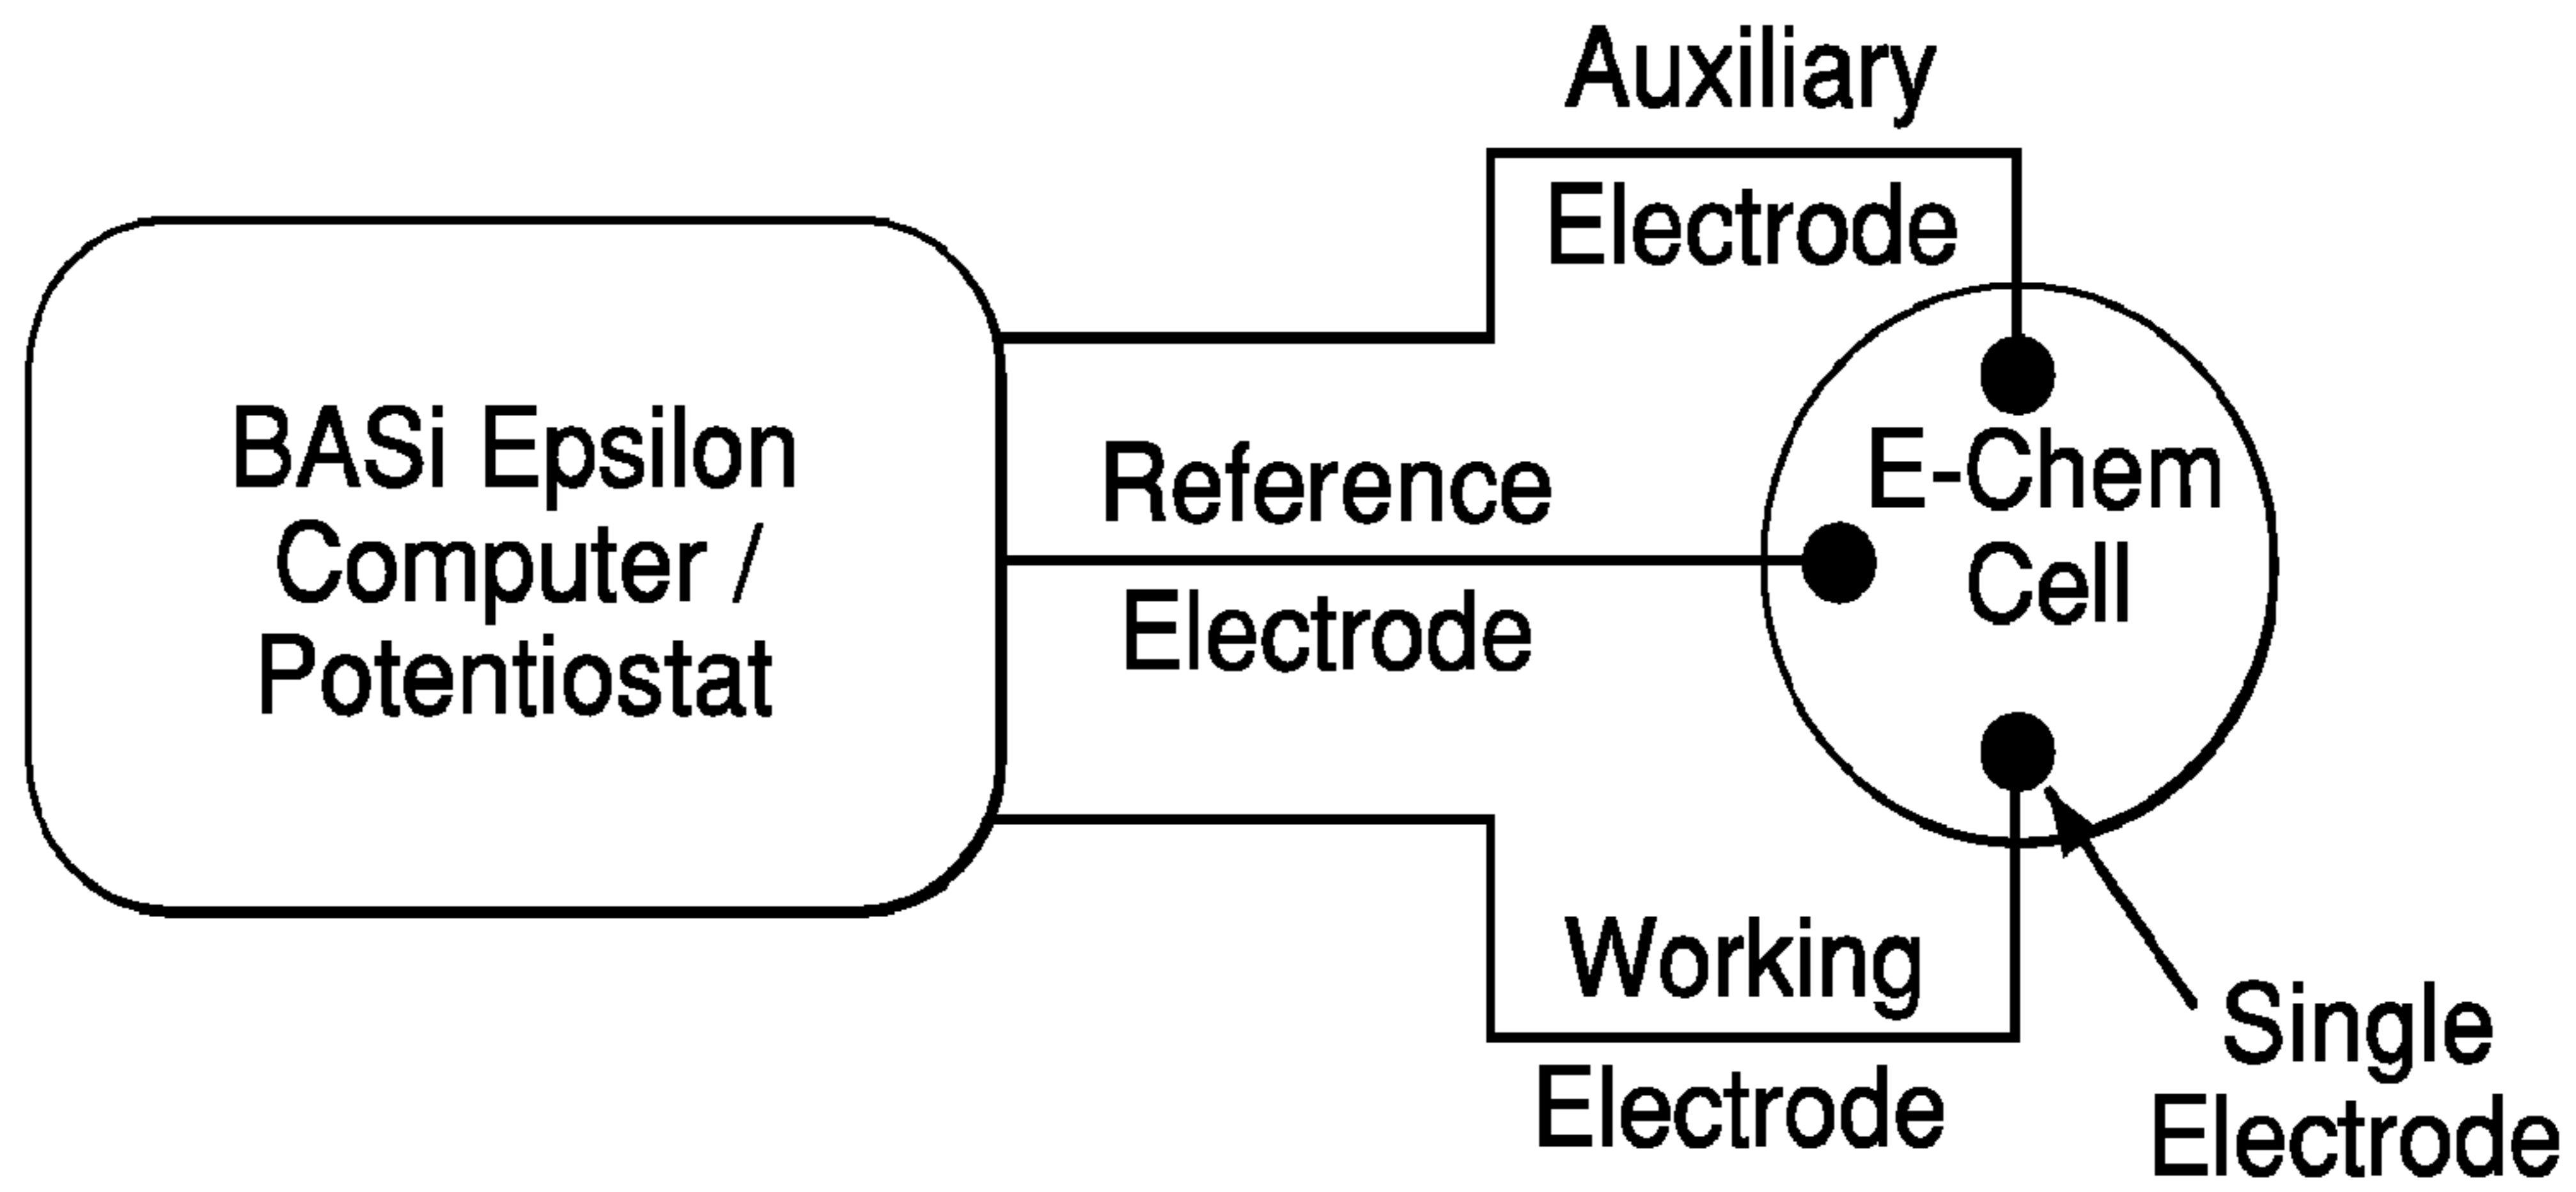 Auxiliary
Electrode
BASi Epsilon
Computer /
Potentiostat
Reference
Electrode
E-Chem
Cell
Working
Electrode
Single
Electrode